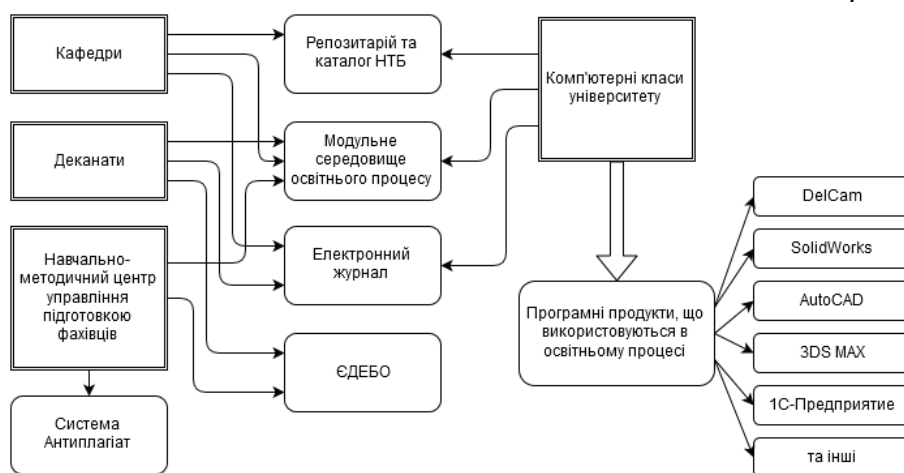 Кафедри
Репозитарій та
каталог НТБ
Комп'ютерні класи
університету
Деканати
Модульне
середовище
освітнього процесу
DelCam
SolidWorks
AutoCAD
3DS MAX
1С-Предприятие
та інші
Навчально-
методичний центр
управління
підготовкою
фахівців
Електронний
журнал
Програмні продукти, що
використовуються в
освітньому процесі
ЄДЕБО
Система
Антиплагіат